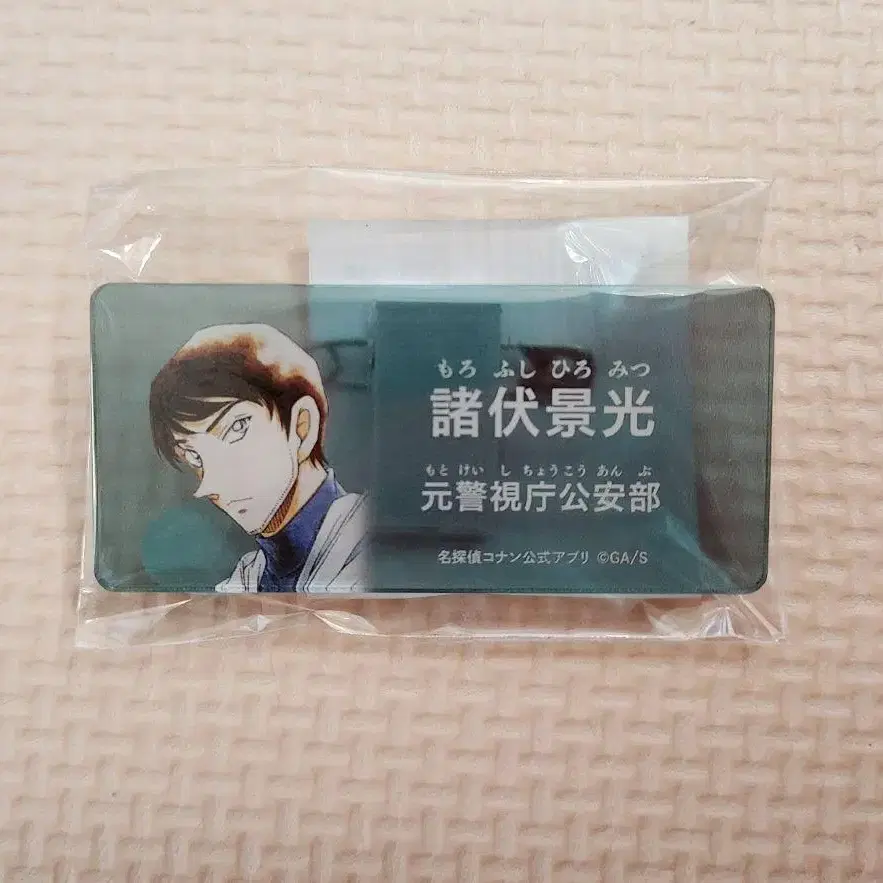 もろ ふし ひろ みつ
諸伏景光
もと けい し ちょうこう あん ぶ
元警視庁公安部
名探偵コナン公式アプリ ©GA/S